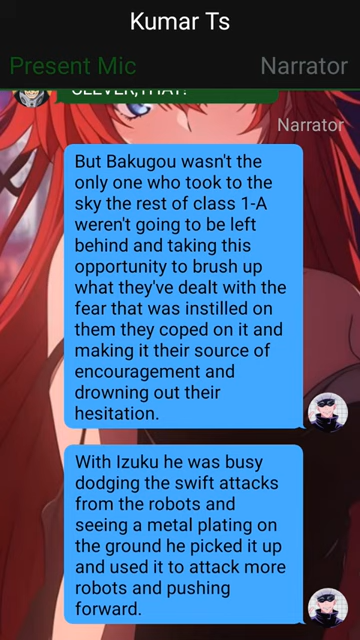 Kumar Ts
Present Mic
Narrator
CLEVER,THAT!
Narrator
But Bakugou wasn't the
only one who took to the
sky the rest of class 1-A
weren't going to be left
behind and taking this
opportunity to brush up
what they've dealt with the
fear that was instilled on
them they coped on it and
making it their source of
encouragement and
drowning out their
hesitation.
With Izuku he was busy
dodging the swift attacks
from the robots and
seeing a metal plating on
the ground he picked it up
and used it to attack more
robots and pushing
forward.